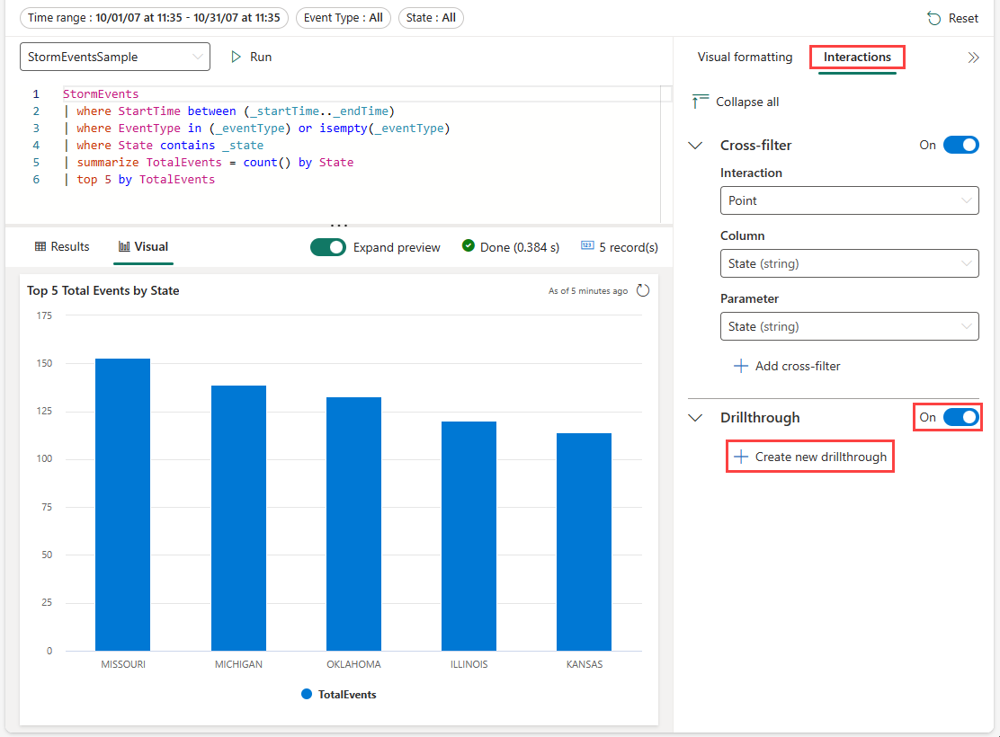 Time range : 10/01/07 at 11:35 - 10/31/07 at 11:35 Event Type : All State : All Reset
StormEventsSample Run
1 StormEvents
2 | where StartTime between (_startTime.._endTime)
3 | where EventType in (_eventType) or isempty(_eventType)
4 | where State contains _state
5 | summarize TotalEvents = count() by State
6 | top 5 by TotalEvents
Results Visual Expand preview Done (0.384 s) 123 5 record(s)
Top 5 Total Events by State As of 5 minutes ago
175
150
125
100
75
50
25
0
MISSOURI MICHIGAN OKLAHOMA ILLINOIS KANSAS
TotalEvents
Visual formatting Interactions
Collapse all
Cross-filter On
Interaction
Point
Column
State (string)
Parameter
State (string)
Add cross-filter
Drillthrough On
Create new drillthrough